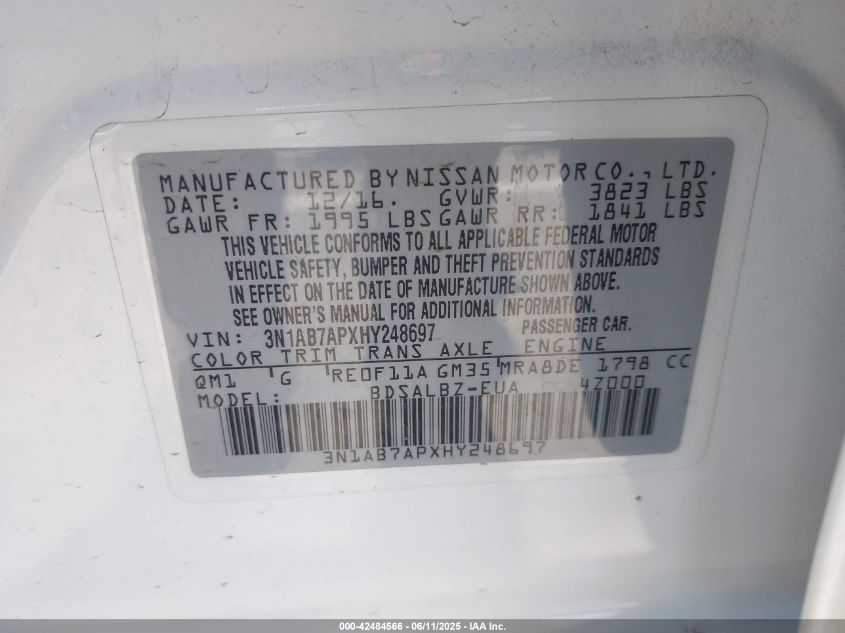 MANUFACTURED BY NISSAN MOTOR CO., LTD.
DATE: 12/16. GVWR: 3823 LBS
GAWR FR: 1995 LBS GAWR RR: 1841 LBS
THIS VEHICLE CONFORMS TO ALL APPLICABLE FEDERAL MOTOR
VEHICLE SAFETY, BUMPER AND THEFT PREVENTION STANDARDS
IN EFFECT ON THE DATE OF MANUFACTURE SHOWN ABOVE.
SEE OWNER'S MANUAL FOR ADDITIONAL INFORMATION.
VIN: 3N1AB7APXHY248697 PASSENGER CAR.
COLOR TRIM TRANS AXLE ENGINE
QM1 G RE0F11A GM35 MRA8DE 1798 CC
MODEL: BDSALBZ-EUA 4Z000
3N1AB7APXHY248697
000-42484566 - 06/11/2025 - IAA Inc.